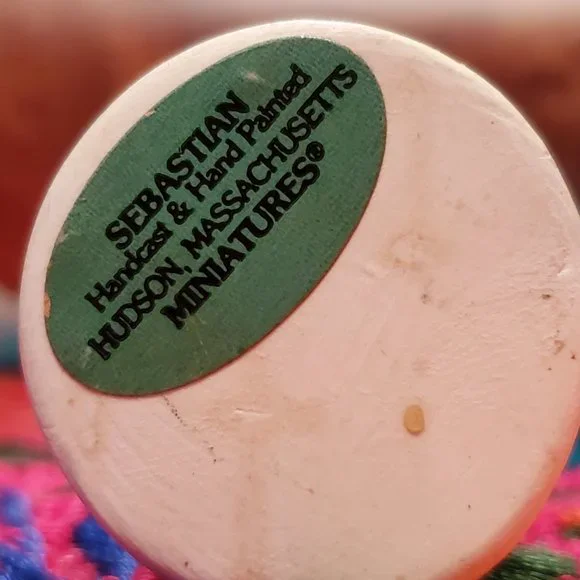 SEBASTIAN
Handcast & Hand Painted
HUDSON, MASSACHUSETTS
MINIATURES®